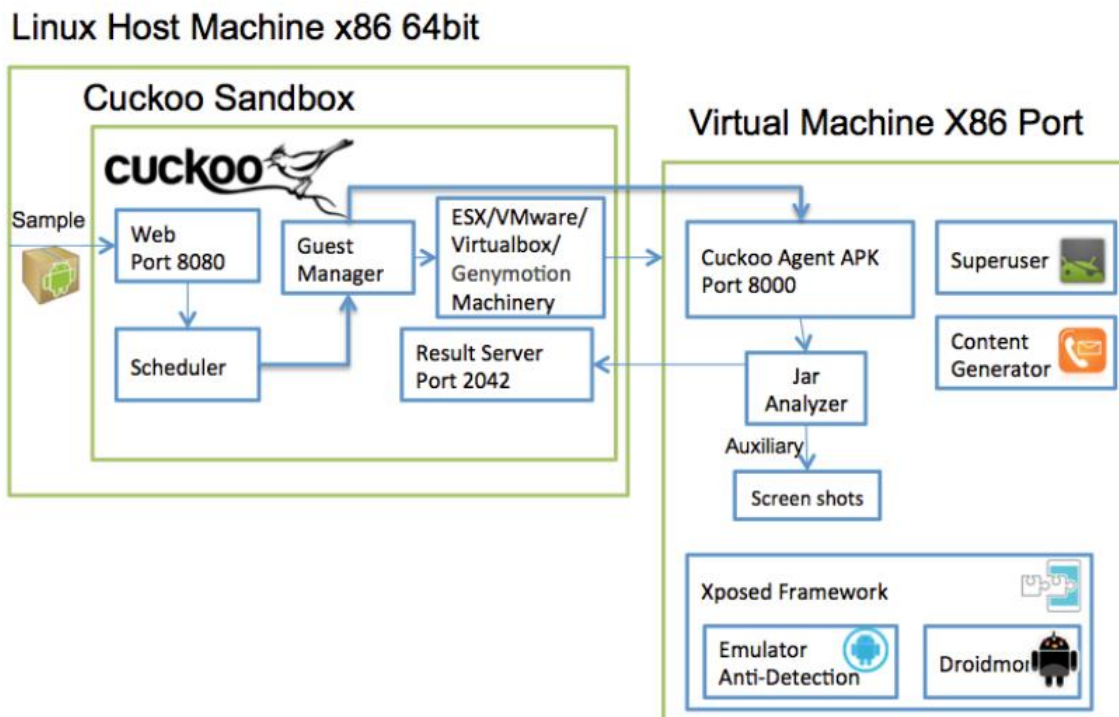 Linux Host Machine x86 64bit
Cuckoo Sandbox
Virtual Machine X86 Port
cuckoo
Sample
Web
Port 8080
Guest
Manager
ESX/VMware/
Virtualbox/
Genymotion
Machinery
Cuckoo Agent APK
Port 8000
Superuser
Scheduler
Result Server
Port 2042
Content
Generator
Jar
Analyzer
Auxiliary
Screen shots
Xposed Framework
Emulator
Anti-Detection
Droidmon